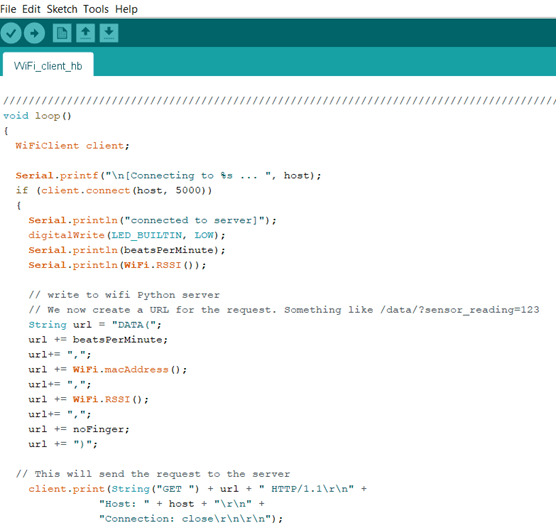 File Edit Sketch Tools Help
WiFi_client_hb
////////////////////////////////////////////////////////////////////////////////////////
void loop()
{
  WiFiClient client;

  Serial.printf("\n[Connecting to %s ... ", host);
  if (client.connect(host, 5000))
  {
    Serial.println("connected to server]");
    digitalWrite(LED_BUILTIN, LOW);
    Serial.println(beatsPerMinute);
    Serial.println(WiFi.RSSI());

    // write to wifi Python server
    // We now create a URL for the request. Something like /data/?sensor_reading=123
    String url = "DATA(";
    url += beatsPerMinute;
    url+= ",";
    url += WiFi.macAddress();
    url+= ",";
    url += WiFi.RSSI();
    url+= ",";
    url += noFinger;
    url += ")";

  // This will send the request to the server
    client.print(String("GET ") + url + " HTTP/1.1\r\n" +
               "Host: " + host + "\r\n" +
               "Connection: close\r\n\r\n");